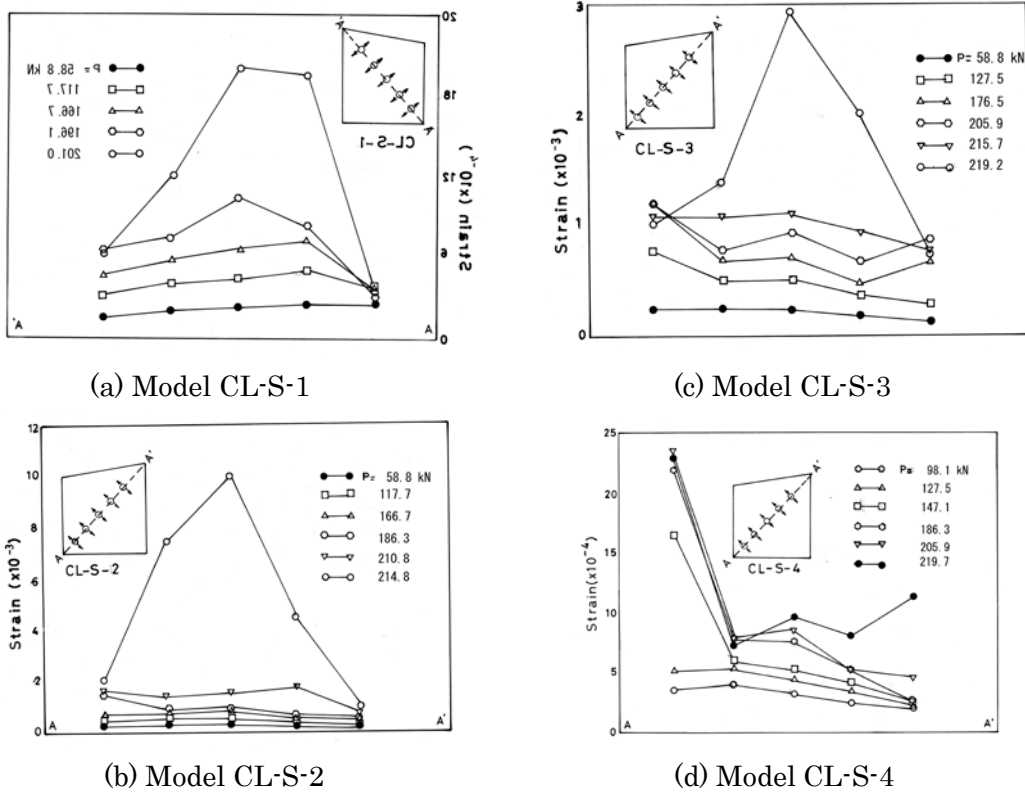 20
18
12
6
0
Strain (x10⁻⁴)
P = 58.8 kN
117.7
166.7
196.1
201.0
A'
A
CL-S-1
A'
A
(a) Model CL-S-1
3
2
1
0
Strain (x10⁻³)
P= 58.8 kN
127.5
176.5
205.9
215.7
219.2
A'
A
CL-S-3
(c) Model CL-S-3
12
10
8
6
4
2
0
Strain (x10⁻³)
P= 58.8 kN
117.7
166.7
186.3
210.8
214.8
A'
A
CL-S-2
A
A'
(b) Model CL-S-2
25
20
15
10
5
0
Strain(x10⁻⁴)
P= 98.1 kN
127.5
147.1
186.3
205.9
219.7
A'
A
CL-S-4
A
A'
(d) Model CL-S-4